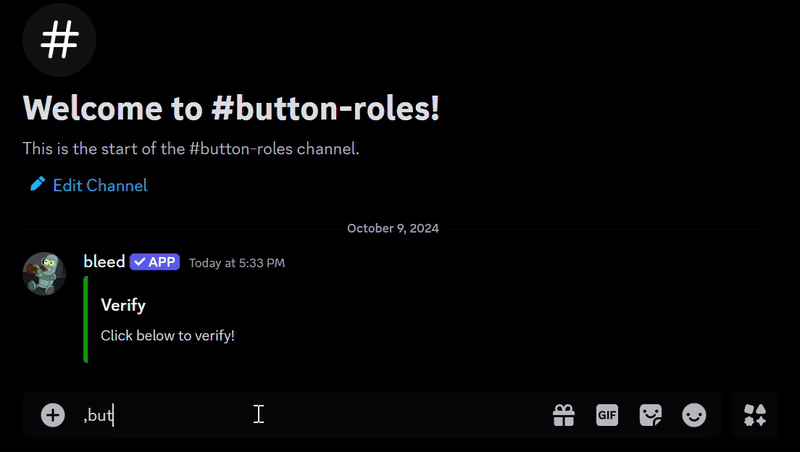 Welcome to #button-roles!
This is the start of the #button-roles channel.
Edit Channel
October 9, 2024
bleed APP Today at 5:33 PM
Verify
Click below to verify!
,but
GIF